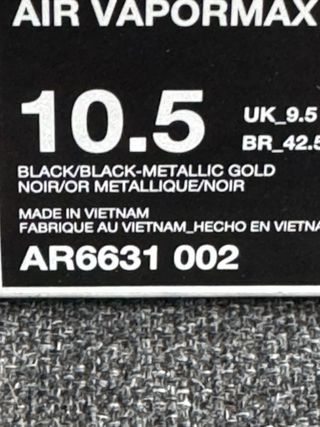 AIR VAPORMAX
10.5
UK_9.5
BR_42.5
BLACK/BLACK-METALLIC GOLD
NOIR/OR METALLIQUE/NOIR
MADE IN VIETNAM
FABRIQUE AU VIETNAM_HECHO EN VIETNA
AR6631 002